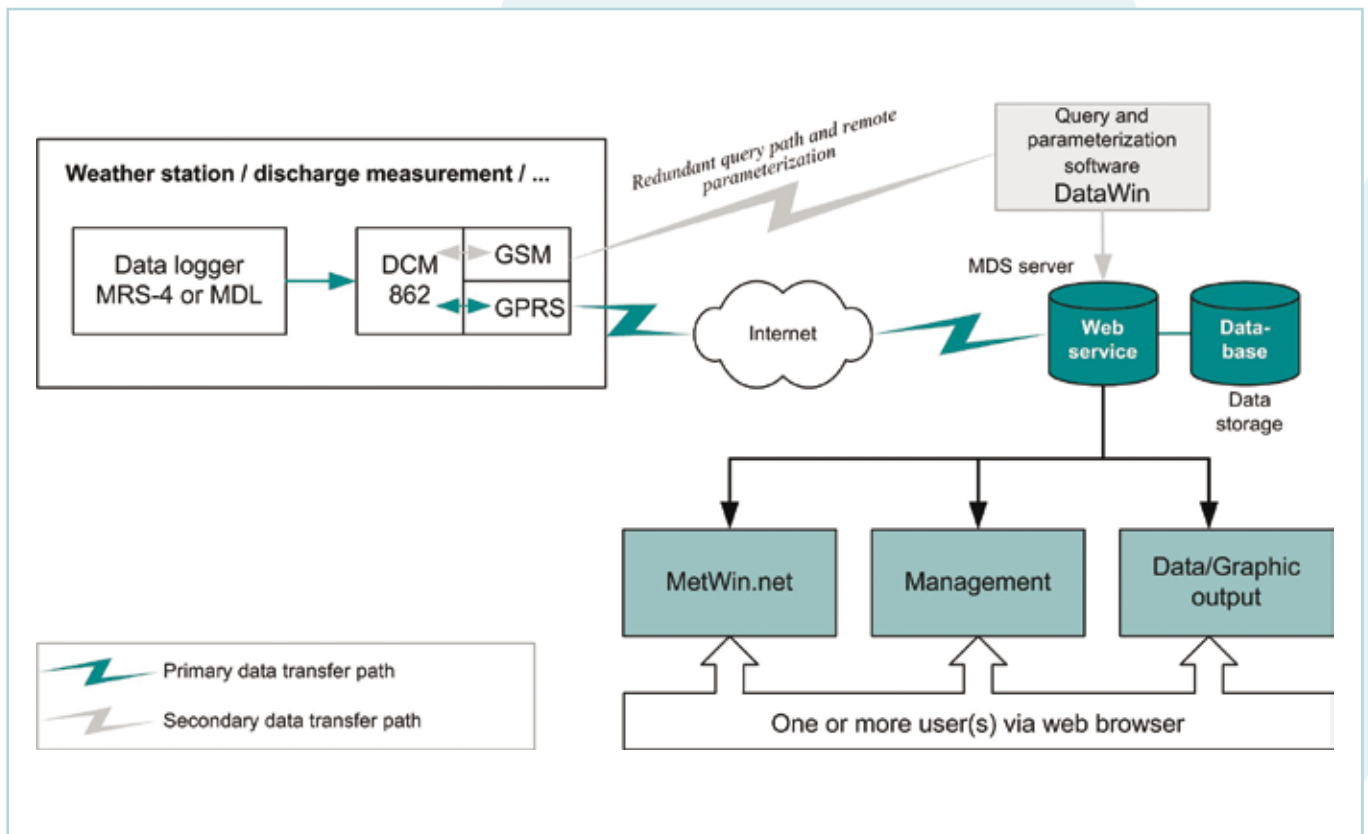 Weather station / discharge measurement / ...
Data logger
MRS-4 or MDL
DCM
862
GSM
GPRS
Redundant query path and remote
parameterization
Query and
parameterization
software
DataWin
MDS server
Internet
Web
service
Data-
base
Data
storage
MetWin.net
Management
Data/Graphic
output
One or more user(s) via web browser
Primary data transfer path
Secondary data transfer path